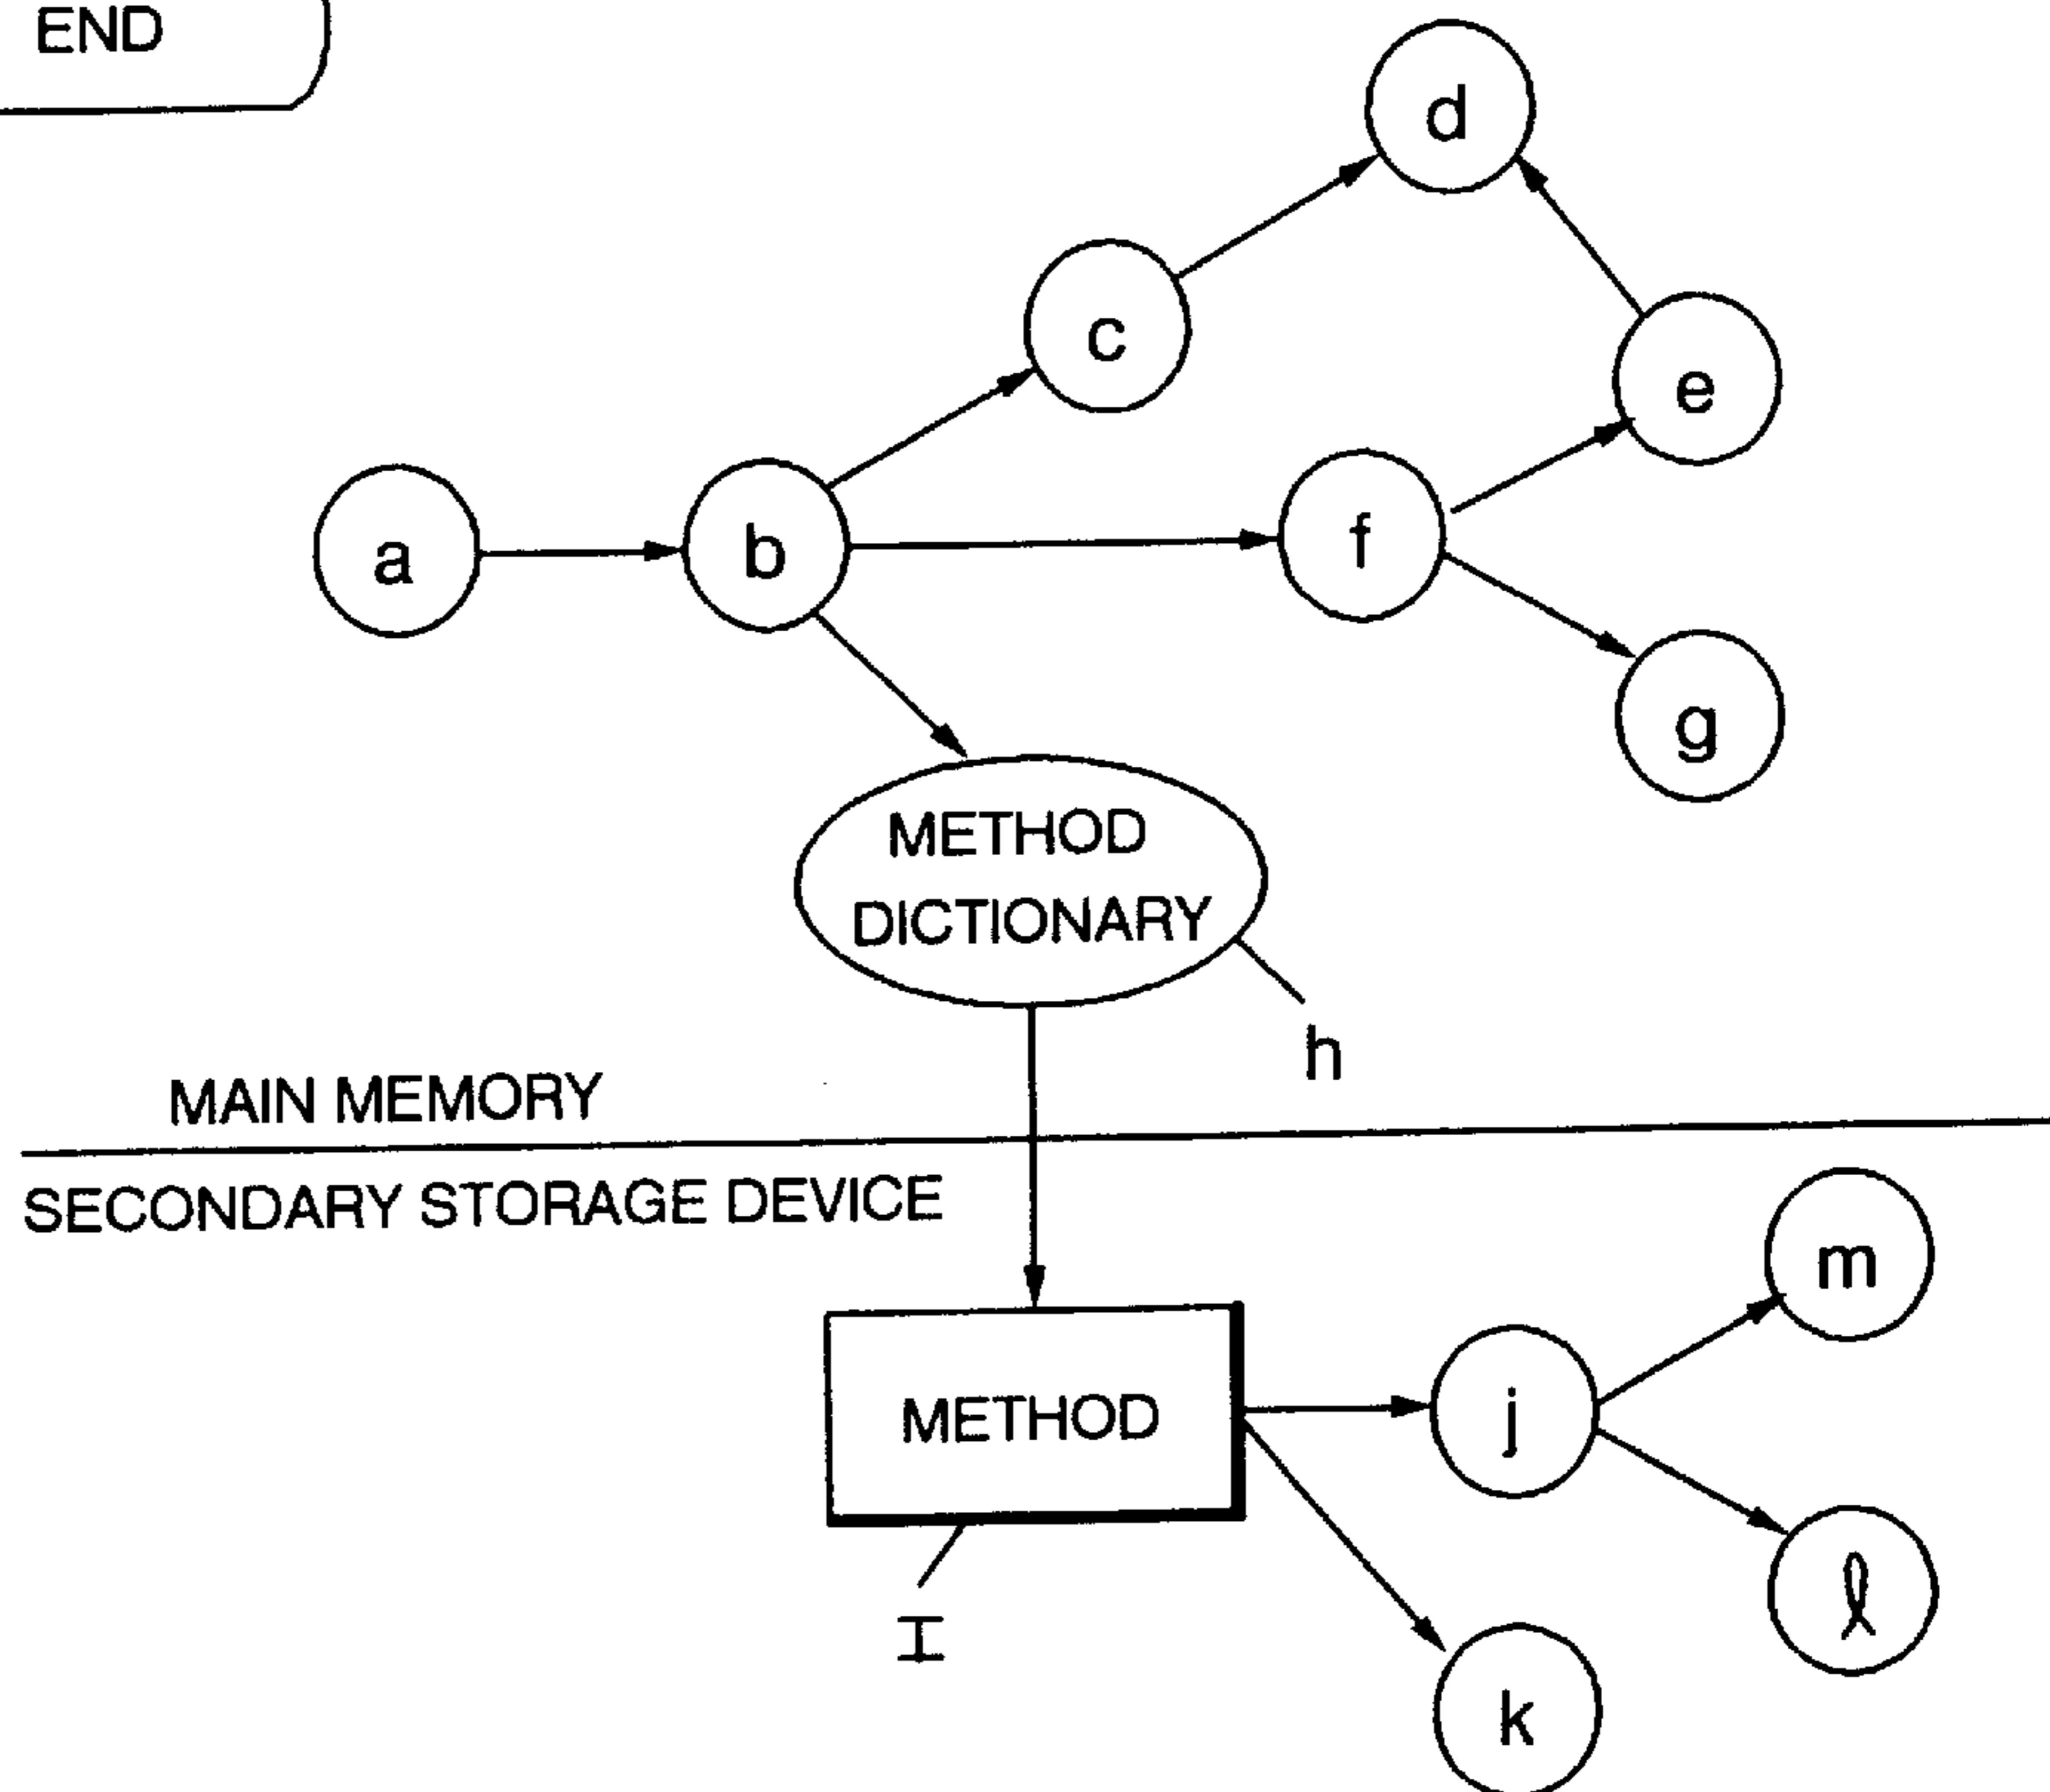 END
d
c
e
a
b
f
g
METHOD
DICTIONARY
h
MAIN MEMORY
SECONDARY STORAGE DEVICE
m
METHOD
j
ℓ
I
k